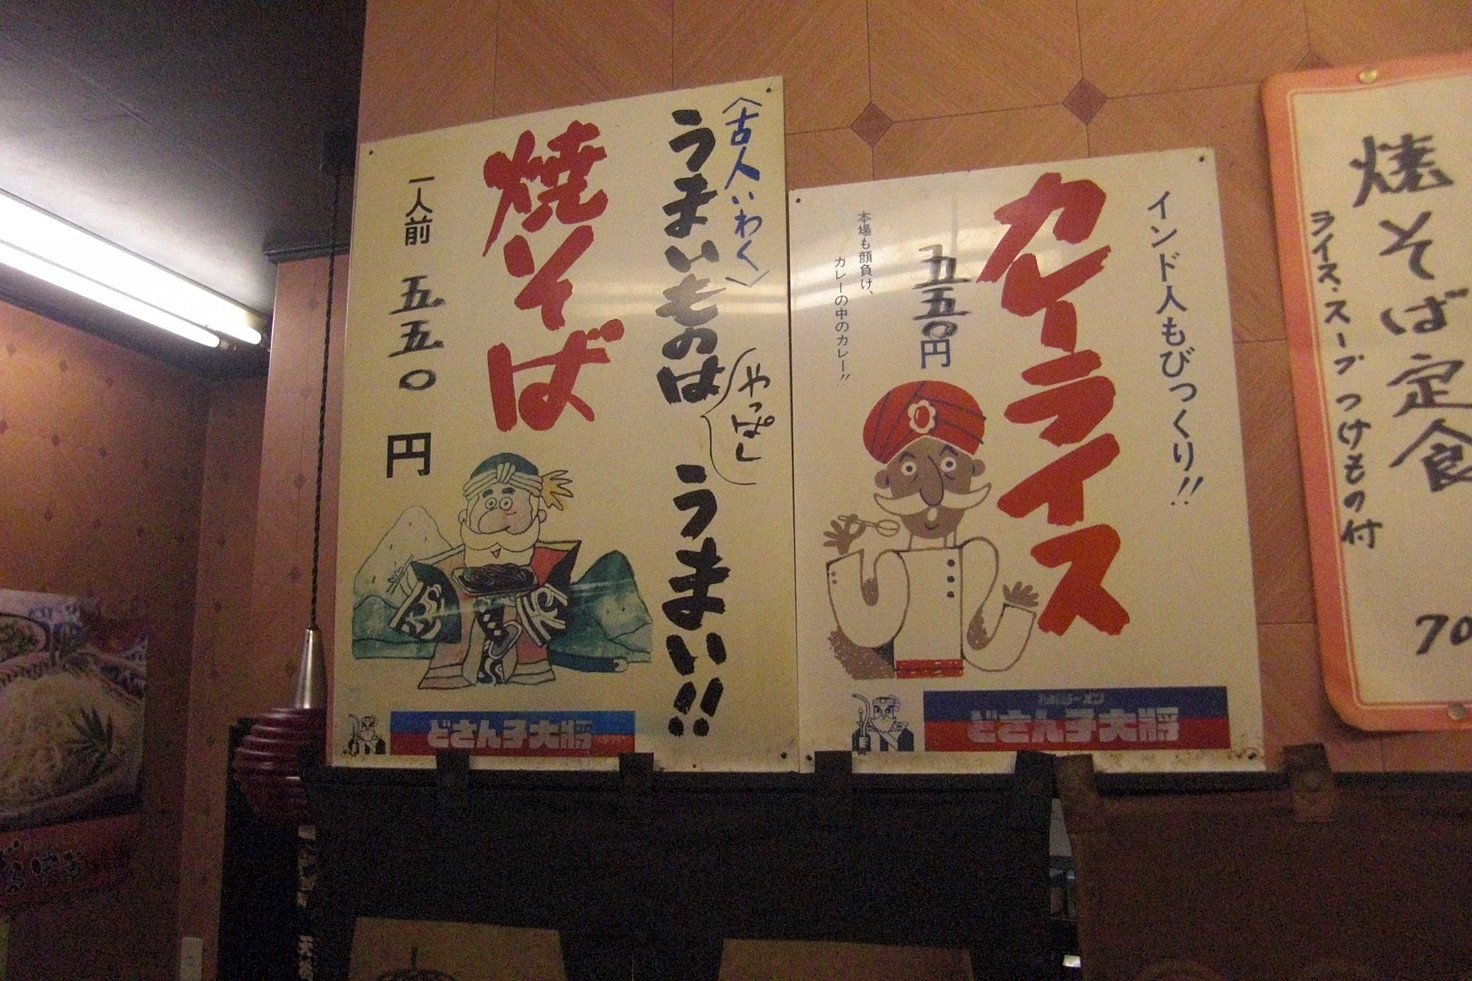 〈古人いわく〉
うまいものは
(やっぱし)
うまい!!
焼そば
一人前 五五〇円
どさん子大将
インド人もびっくり!!
カレーライス
五五〇円
本場も顔負け、
カレーの中のカレー!!
どさん子大将
焼そば定食
ライス・スープつけもの付
70